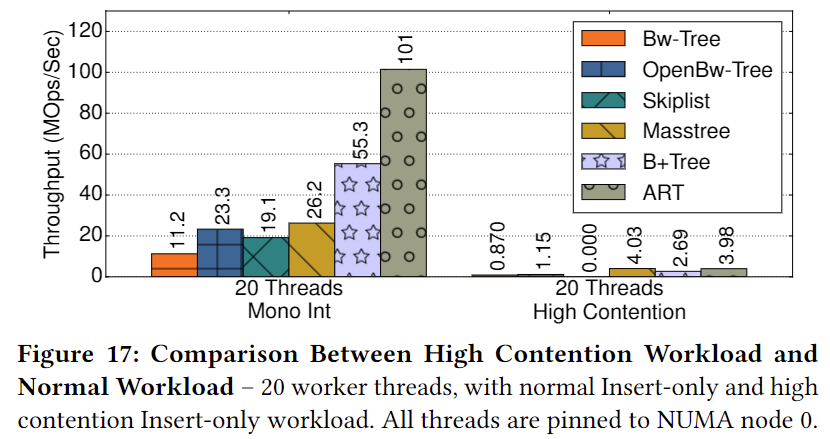 Throughput (MOps/Sec)
120
100
80
60
40
20
0
11.2
23.3
19.1
26.2
55.3
101
0.870
1.15
0.000
4.03
2.69
3.98
Bw-Tree
OpenBw-Tree
Skiplist
Masstree
B+Tree
ART
20 Threads
Mono Int
20 Threads
High Contention
Figure 17: Comparison Between High Contention Workload and
Normal Workload – 20 worker threads, with normal Insert-only and high
contention Insert-only workload. All threads are pinned to NUMA node 0.